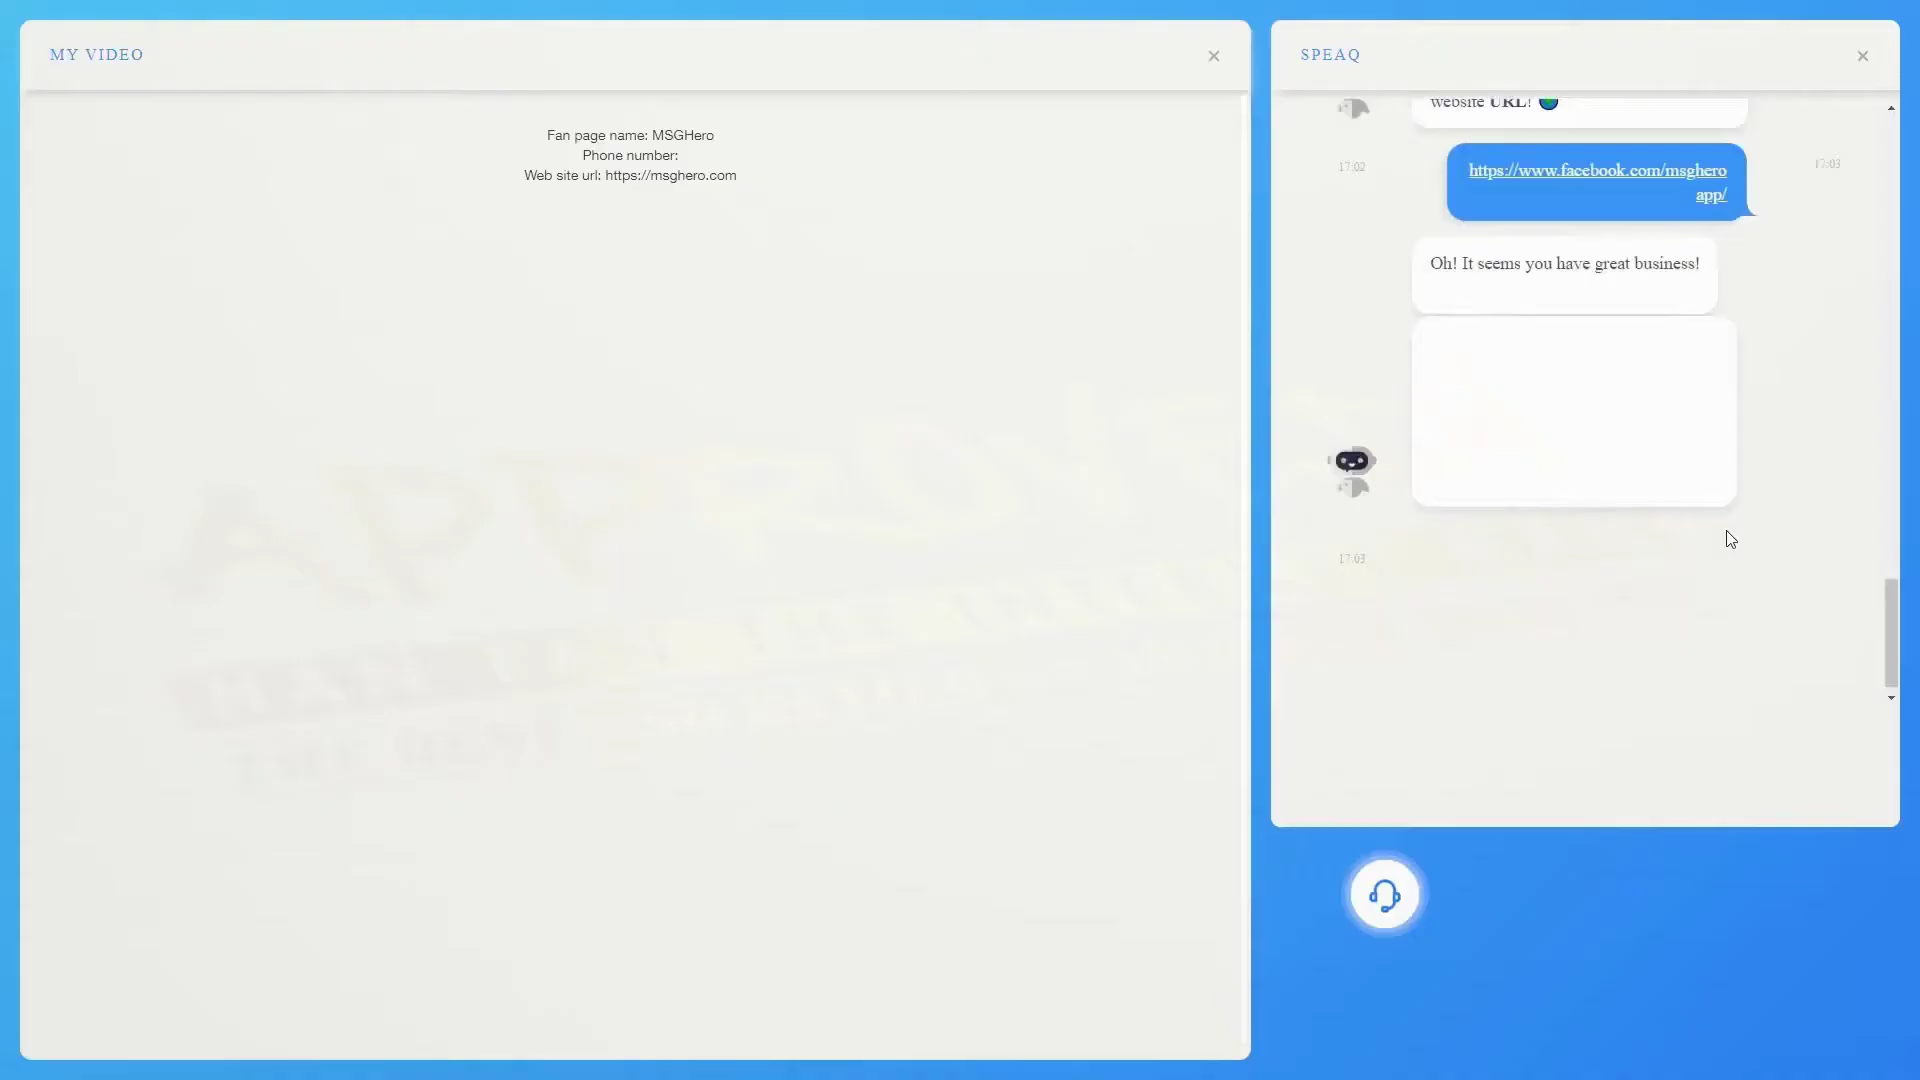 MY VIDEO
Fan page name: MSGHero
Phone number:
Web site url: https://msghero.com
SPEAQ
website URL!
17:02
https://www.facebook.com/msghero
app/
17:03
Oh! It seems you have great business!
17:03